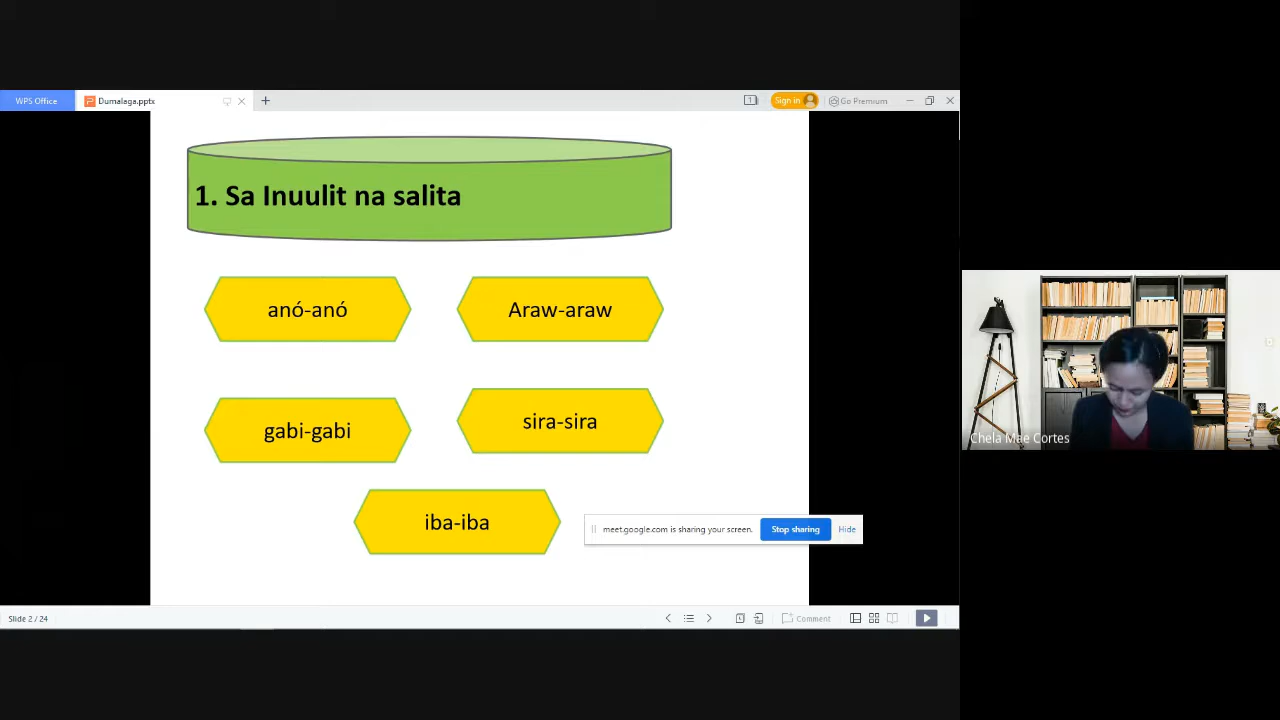 WPS Office
Dumalaga.pptx
1
Sign in
Go Premium
1. Sa Inuulit na salita
anó-anó
Araw-araw
gabi-gabi
sira-sira
iba-iba
meet.google.com is sharing your screen.
Stop sharing
Hide
Chela Mae Cortes
Slide 2 / 24
Comment